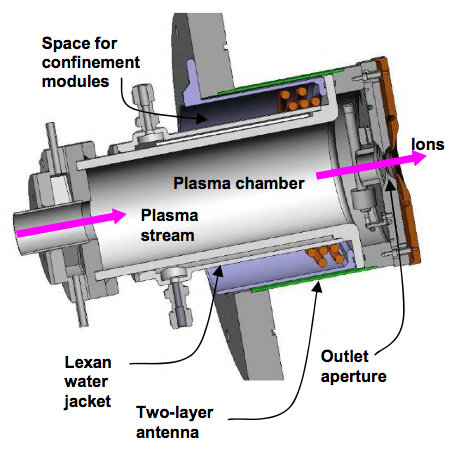 Space for
confinement
modules
Ions
Plasma chamber
Plasma
stream
Lexan
water
jacket
Two-layer
antenna
Outlet
aperture